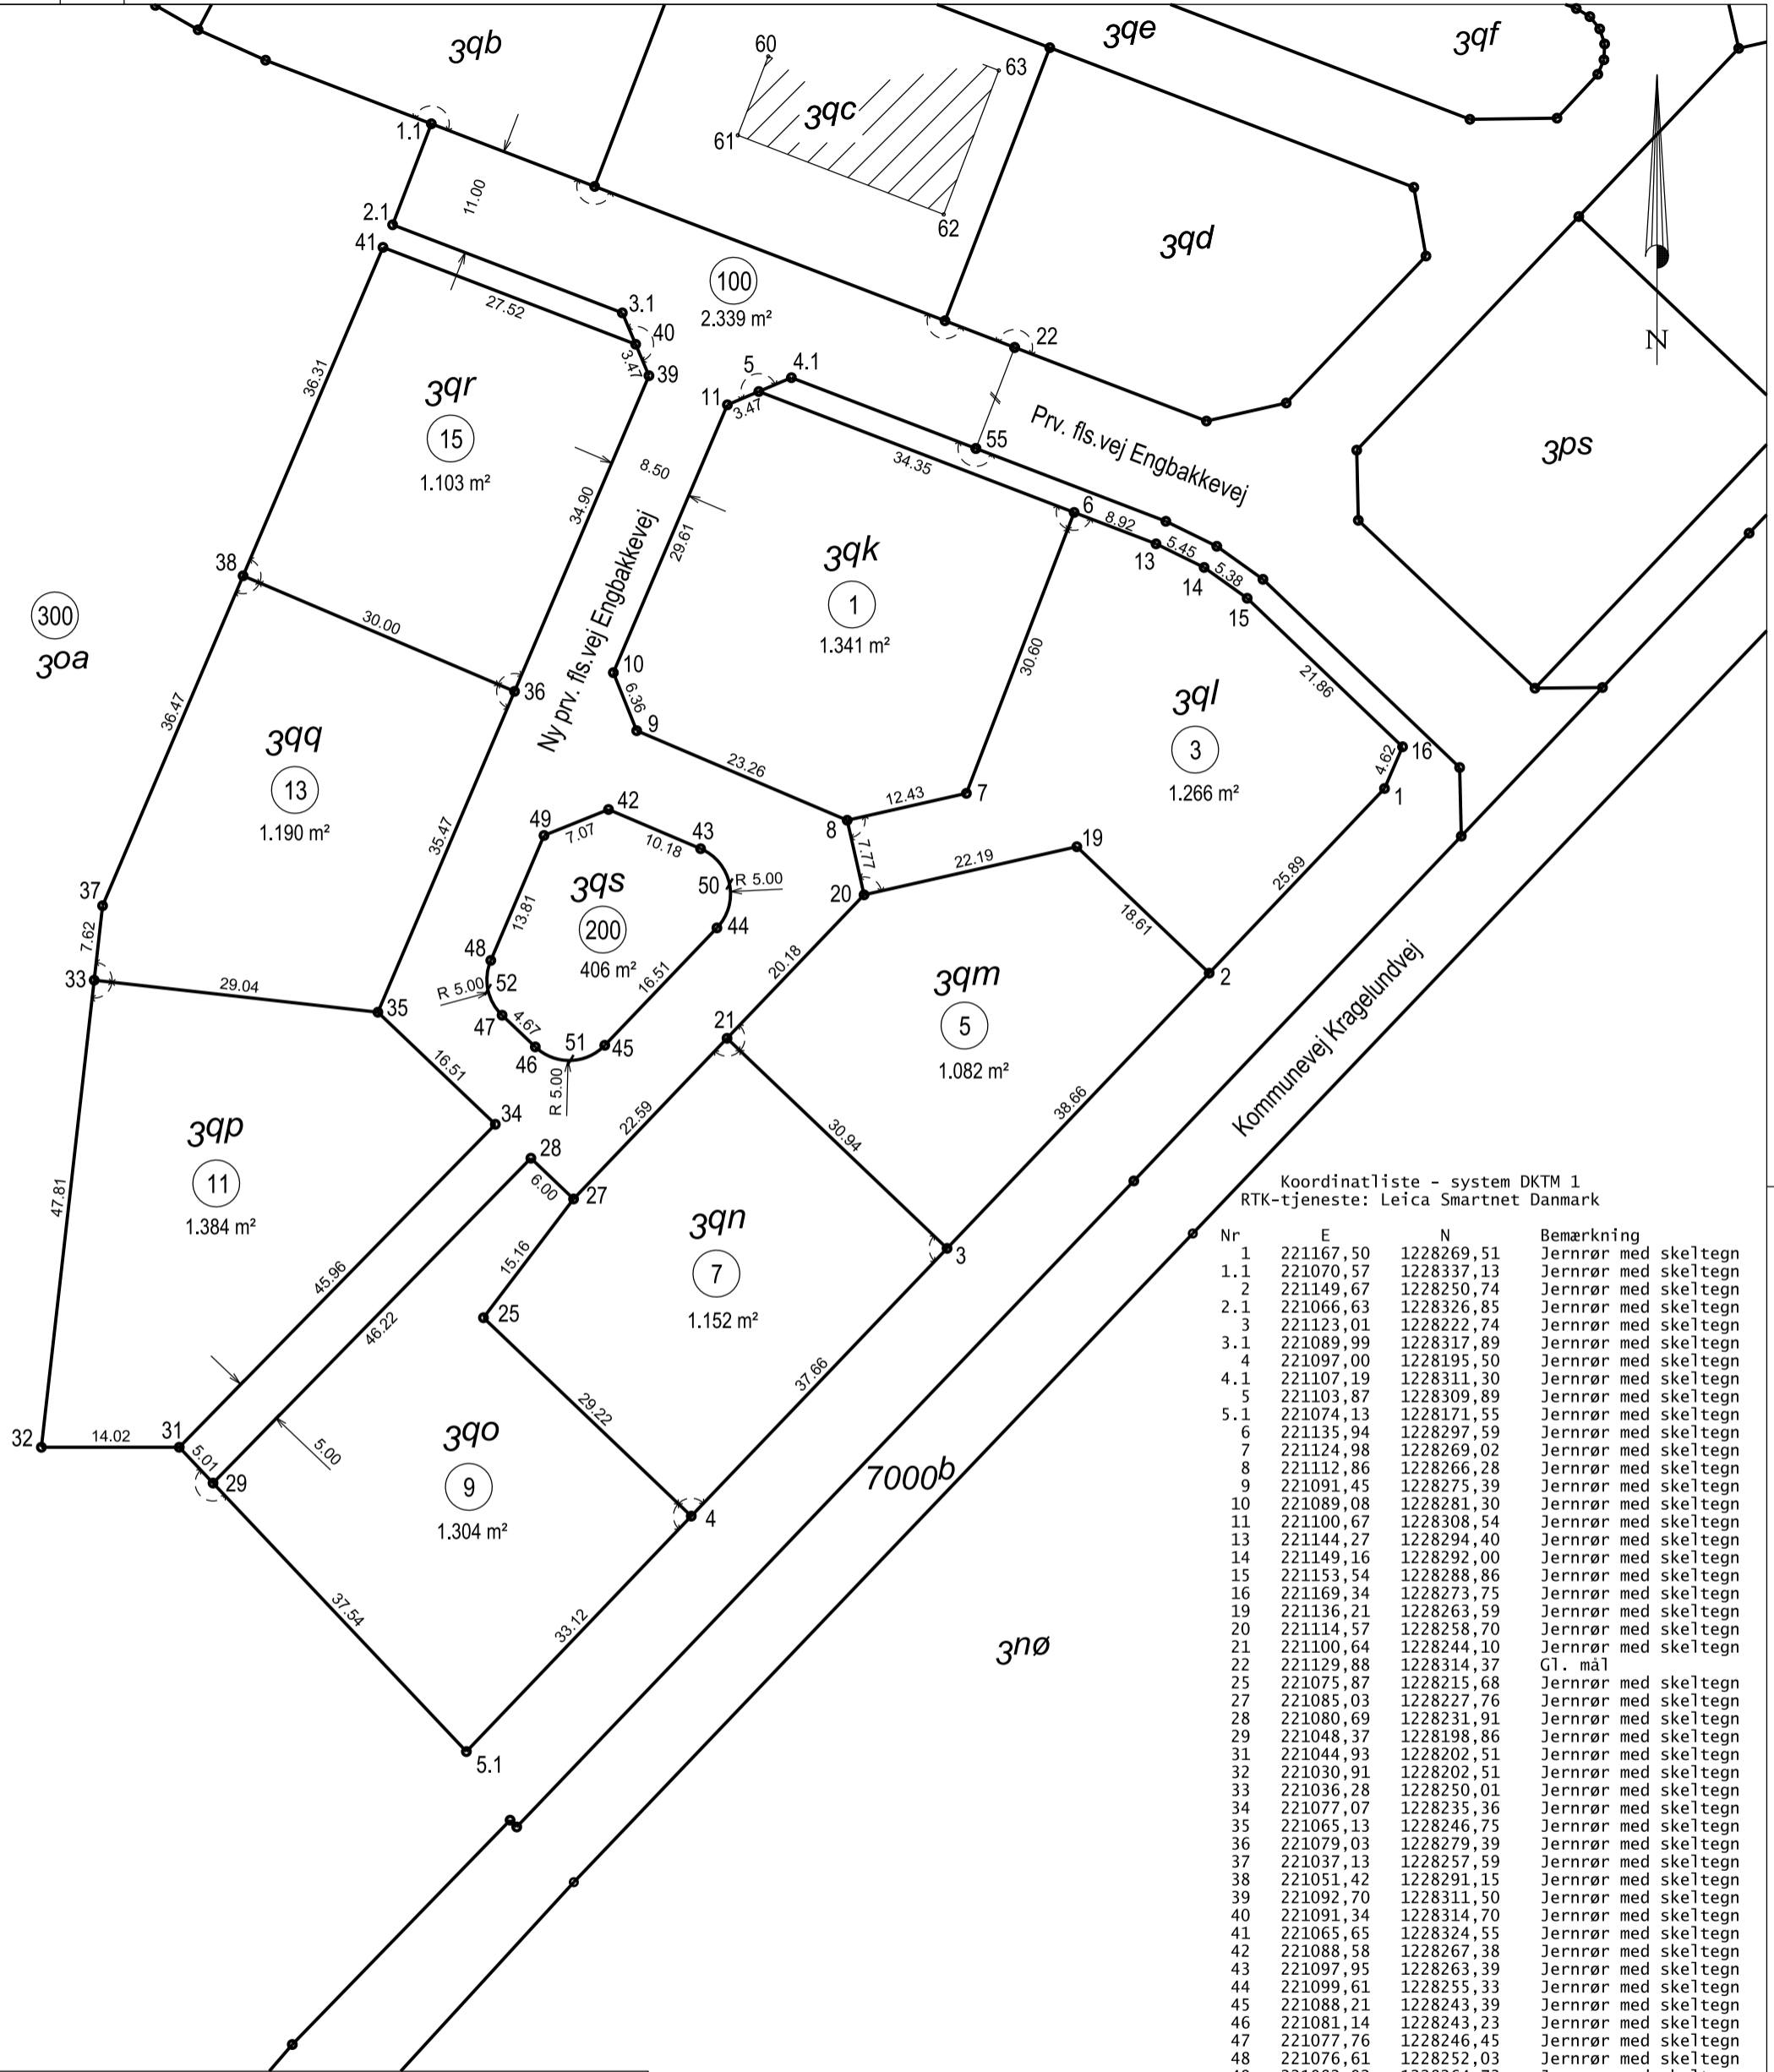 3qb
60
63
3qc
61
62
3qe
3qf
1.1
11.00
2.1
41
27.52
3.1
40
3.47
39
100
2.339 m²
22
3qd
N
36.31
3qr
15
1.103 m²
34.90
8.50
5
4.1
11
3.47
34.35
55
Prv. fls.vej Engbakkevej
3ps
29.61
Ny prv. fls.vej Engbakkevej
3qk
1
1.341 m²
6
8.92
13
5.45
14
5.38
15
38
30.00
36
10
6.36
9
30.60
21.86
300
3oa
36.47
3qq
13
1.190 m²
35.47
23.26
12.43
7
8
7.77
3ql
3
1.266 m²
16
4.62
1
25.89
19
22.19
18.61
2
20
37
7.62
33
29.04
35
49
7.07
42
10.18
43
50
R 5.00
44
3qs
200
406 m²
13.81
48
52
R 5.00
47
4.67
46
51
45
R 5.00
16.51
20.18
21
3qm
5
1.082 m²
38.66
Kommunevej Kragelundvej
16.51
34
3qp
11
1.384 m²
47.81
28
6.00
27
22.59
30.94
3
15.16
25
3qn
7
1.152 m²
37.66
45.96
46.22
32
14.02
31
5.01
29
5.00
29.22
3qo
9
1.304 m²
4
37.54
33.12
5.1
7000b
3nø
Koordinatliste - system DKTM 1
RTK-tjeneste: Leica Smartnet Danmark
Nr E N Bemærkning
1 221167,50 1228269,51 Jernrør med skeltegn
1.1 221070,57 1228337,13 Jernrør med skeltegn
2 221149,67 1228250,74 Jernrør med skeltegn
2.1 221066,63 1228326,85 Jernrør med skeltegn
3 221123,01 1228222,74 Jernrør med skeltegn
3.1 221089,99 1228317,89 Jernrør med skeltegn
4 221097,00 1228195,50 Jernrør med skeltegn
4.1 221107,19 1228311,30 Jernrør med skeltegn
5 221103,87 1228309,89 Jernrør med skeltegn
5.1 221074,13 1228171,55 Jernrør med skeltegn
6 221135,94 1228297,59 Jernrør med skeltegn
7 221124,98 1228269,02 Jernrør med skeltegn
8 221112,86 1228266,28 Jernrør med skeltegn
9 221091,45 1228275,39 Jernrør med skeltegn
10 221089,08 1228281,30 Jernrør med skeltegn
11 221100,67 1228308,54 Jernrør med skeltegn
13 221144,27 1228294,40 Jernrør med skeltegn
14 221149,16 1228292,00 Jernrør med skeltegn
15 221153,54 1228288,86 Jernrør med skeltegn
16 221169,34 1228273,75 Jernrør med skeltegn
19 221136,21 1228263,59 Jernrør med skeltegn
20 221114,57 1228258,70 Jernrør med skeltegn
21 221100,64 1228244,10 Jernrør med skeltegn
22 221129,88 1228314,37 Gl. mål
25 221075,87 1228215,68 Jernrør med skeltegn
27 221085,03 1228227,76 Jernrør med skeltegn
28 221080,69 1228231,91 Jernrør med skeltegn
29 221048,37 1228198,86 Jernrør med skeltegn
31 221044,93 1228202,51 Jernrør med skeltegn
32 221030,91 1228202,51 Jernrør med skeltegn
33 221036,28 1228250,01 Jernrør med skeltegn
34 221077,07 1228235,36 Jernrør med skeltegn
35 221065,13 1228246,75 Jernrør med skeltegn
36 221079,03 1228279,39 Jernrør med skeltegn
37 221037,13 1228257,59 Jernrør med skeltegn
38 221051,42 1228291,15 Jernrør med skeltegn
39 221092,70 1228311,50 Jernrør med skeltegn
40 221091,34 1228314,70 Jernrør med skeltegn
41 221065,65 1228324,55 Jernrør med skeltegn
42 221088,58 1228267,38 Jernrør med skeltegn
43 221097,95 1228263,39 Jernrør med skeltegn
44 221099,61 1228255,33 Jernrør med skeltegn
45 221088,21 1228243,39 Jernrør med skeltegn
46 221081,14 1228243,23 Jernrør med skeltegn
47 221077,76 1228246,45 Jernrør med skeltegn
48 221076,61 1228252,03 Jernrør med skeltegn